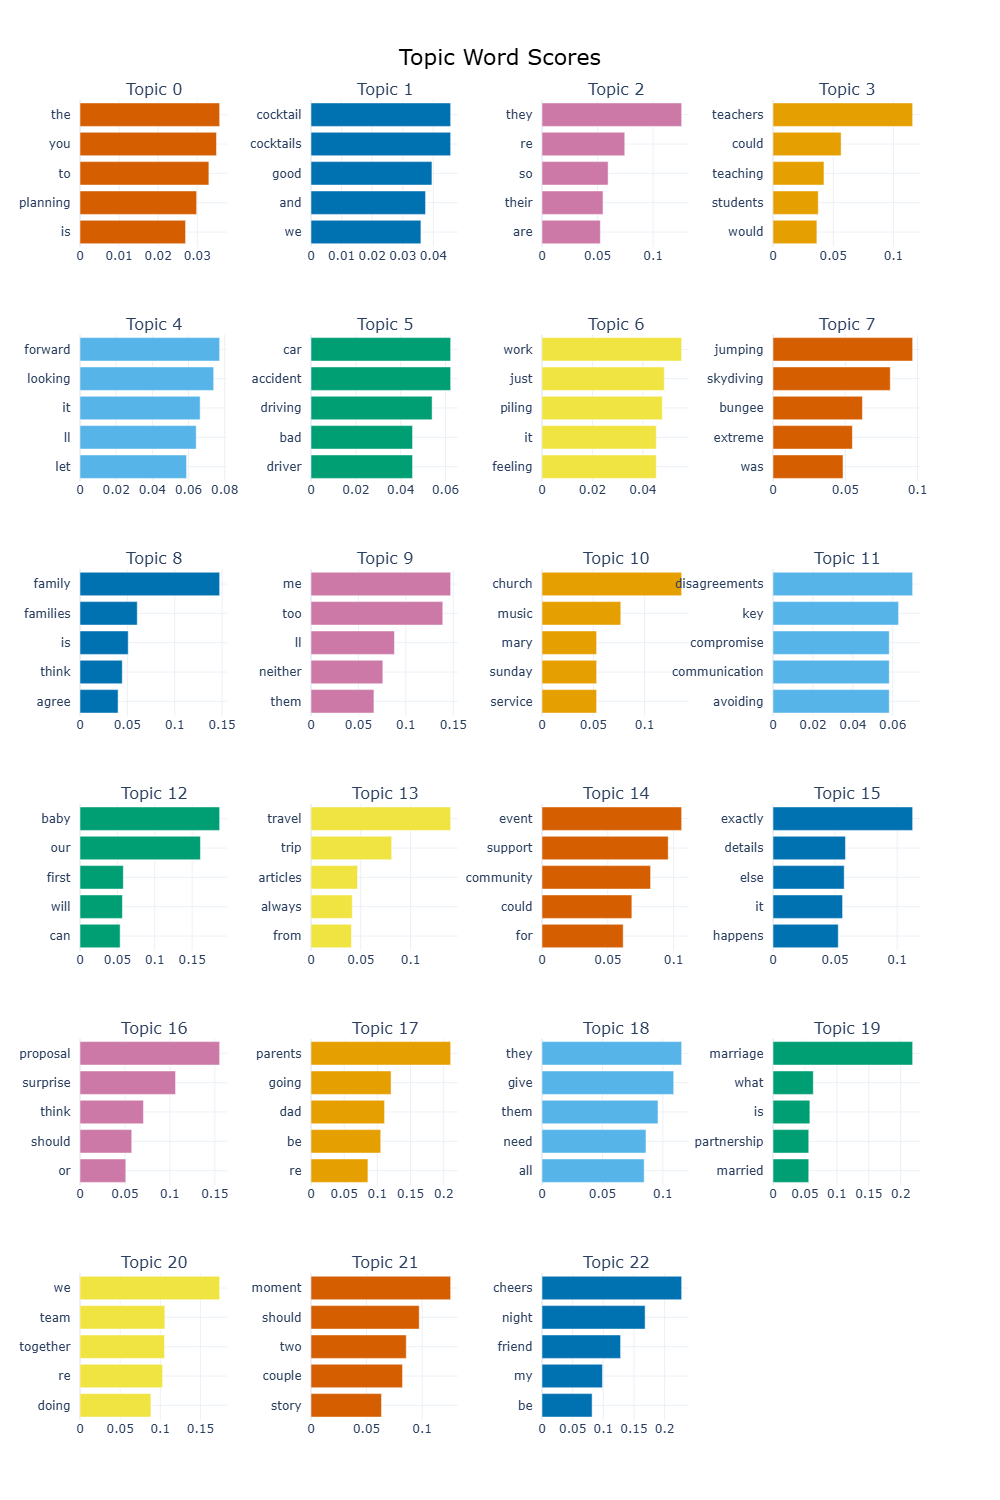 Topic Word Scores
Topic 0
the
you
to
planning
is
0 0.01 0.02 0.03
Topic 1
cocktail
cocktails
good
and
we
0 0.01 0.02 0.03 0.04
Topic 2
they
re
so
their
are
0 0.05 0.1
Topic 3
teachers
could
teaching
students
would
0 0.05 0.1
Topic 4
forward
looking
it
ll
let
0 0.02 0.04 0.06 0.08
Topic 5
car
accident
driving
bad
driver
0 0.02 0.04 0.06
Topic 6
work
just
piling
it
feeling
0 0.02 0.04
Topic 7
jumping
skydiving
bungee
extreme
was
0 0.05 0.1
Topic 8
family
families
is
think
agree
0 0.05 0.1 0.15
Topic 9
me
too
ll
neither
them
0 0.05 0.1 0.15
Topic 10
church
music
mary
sunday
service
0 0.05 0.1
Topic 11
disagreements
key
compromise
communication
avoiding
0 0.02 0.04 0.06
Topic 12
baby
our
first
will
can
0 0.05 0.1 0.15
Topic 13
travel
trip
articles
always
from
0 0.05 0.1
Topic 14
event
support
community
could
for
0 0.05 0.1
Topic 15
exactly
details
else
it
happens
0 0.05 0.1
Topic 16
proposal
surprise
think
should
or
0 0.05 0.1 0.15
Topic 17
parents
going
dad
be
re
0 0.05 0.1 0.15 0.2
Topic 18
they
give
them
need
all
0 0.05 0.1
Topic 19
marriage
what
is
partnership
married
0 0.05 0.1 0.15 0.2
Topic 20
we
team
together
re
doing
0 0.05 0.1 0.15
Topic 21
moment
should
two
couple
story
0 0.05 0.1
Topic 22
cheers
night
friend
my
be
0 0.05 0.1 0.15 0.2